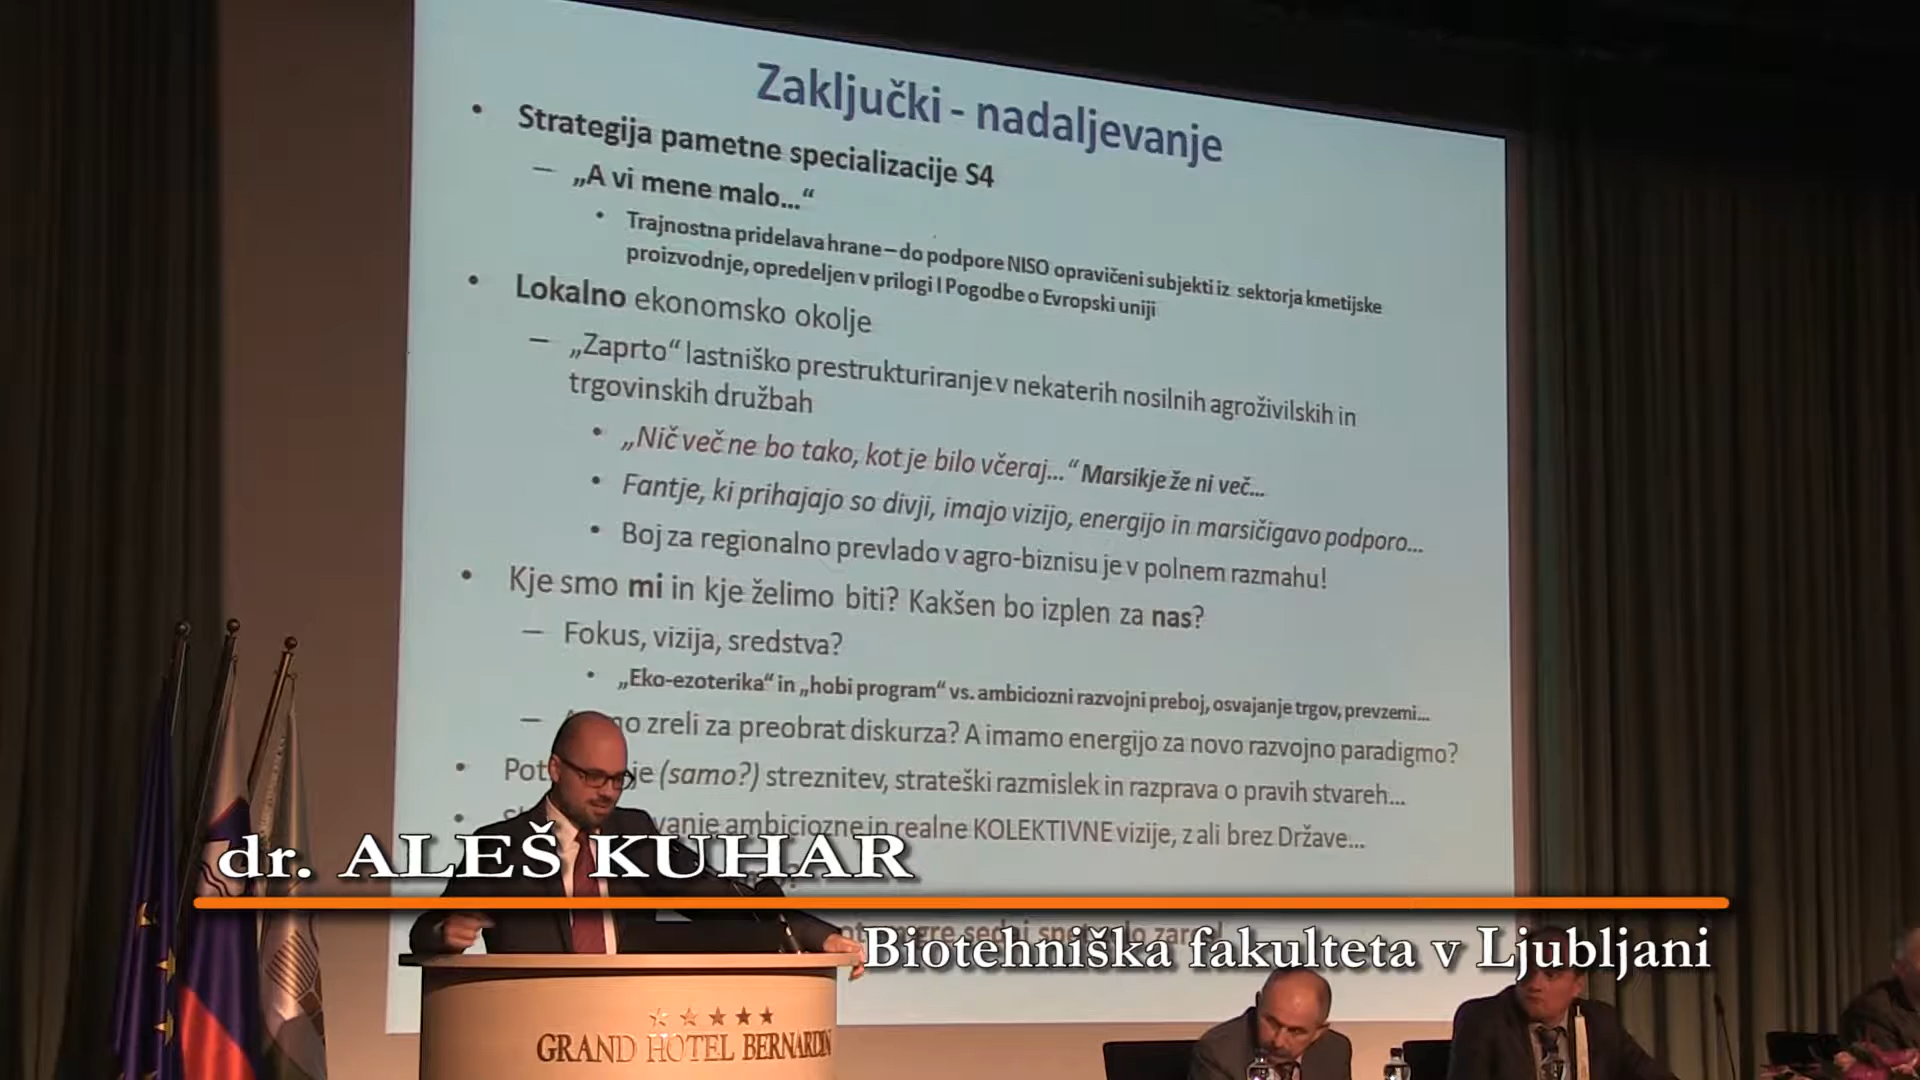 Zaključki - nadaljevanje
• Strategija pametne specializacije S4
– „A vi mene malo...“
• Trajnostna pridelava hrane – do podpore NISO opravičeni subjekti iz sektorja kmetijske
proizvodnje, opredeljen v prilogi I Pogodbe o Evropski uniji
• Lokalno ekonomsko okolje
– „Zaprto“ lastniško prestrukturiranje v nekaterih nosilnih agroživilskih in
trgovinskih družbah
• „Nič več ne bo tako, kot je bilo včeraj...“ Marsikje že ni več...
• Fantje, ki prihajajo so divji, imajo vizijo, energijo in marsičigavo podporo...
• Boj za regionalno prevlado v agro-biznisu je v polnem razmahu!
• Kje smo mi in kje želimo biti? Kakšen bo izplen za nas?
– Fokus, vizija, sredstva?
• „Eko-ezoterika“ in „hobi program“ vs. ambiciozni razvojni preboj, osvajanje trgov, prevzemi...
– zreli za preobrat diskurza? A imamo energijo za novo razvojno paradigmo?
• je (samo?) streznitev, strateški razmislek in razprava o pravih stvareh...
• ambiciozne in realne KOLEKTIVNE vizije, z ali brez Države...
dr. ALEŠ KUHAR
Biotehniška fakulteta v Ljubljani
GRAND HOTEL BERNARDIN